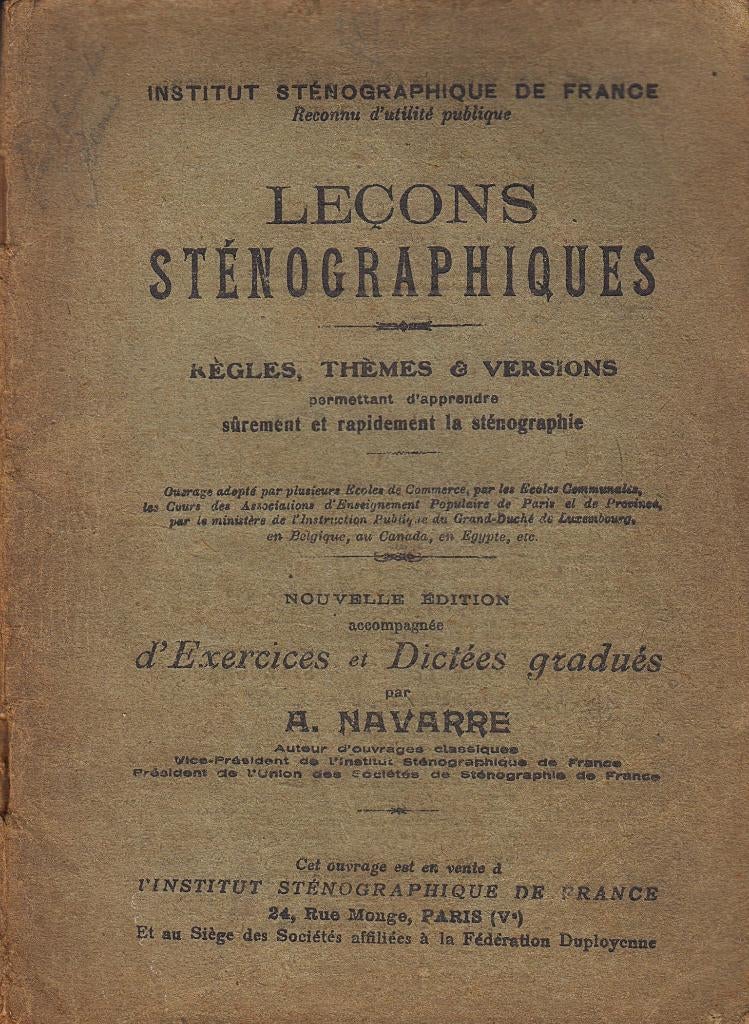 INSTITUT STÉNOGRAPHIQUE DE FRANCE
Reconnu d'utilité publique
LEÇONS
STÉNOGRAPHIQUES
RÈGLES, THÈMES & VERSIONS
permettant d'apprendre
sûrement et rapidement la sténographie
Ouvrage adopté par plusieurs Ecoles de Commerce, par les Ecoles Communales,
les Cours des Associations d'Enseignement Populaire de Paris et de Province,
par le ministère de l'Instruction Publique du Grand-Duché de Luxembourg,
en Belgique, au Canada, en Egypte, etc.
NOUVELLE ÉDITION
accompagnée
d'Exercices et Dictées gradués
par
A. NAVARRE
Auteur d'ouvrages classiques
Vice-Président de l'Institut Sténographique de France
Président de l'Union des Sociétés de Sténographie de France
Cet ouvrage est en vente à
l'INSTITUT STÉNOGRAPHIQUE DE FRANCE
24, Rue Monge, PARIS (Vᵉ)
Et au Siège des Sociétés affiliées à la Fédération Duployenne